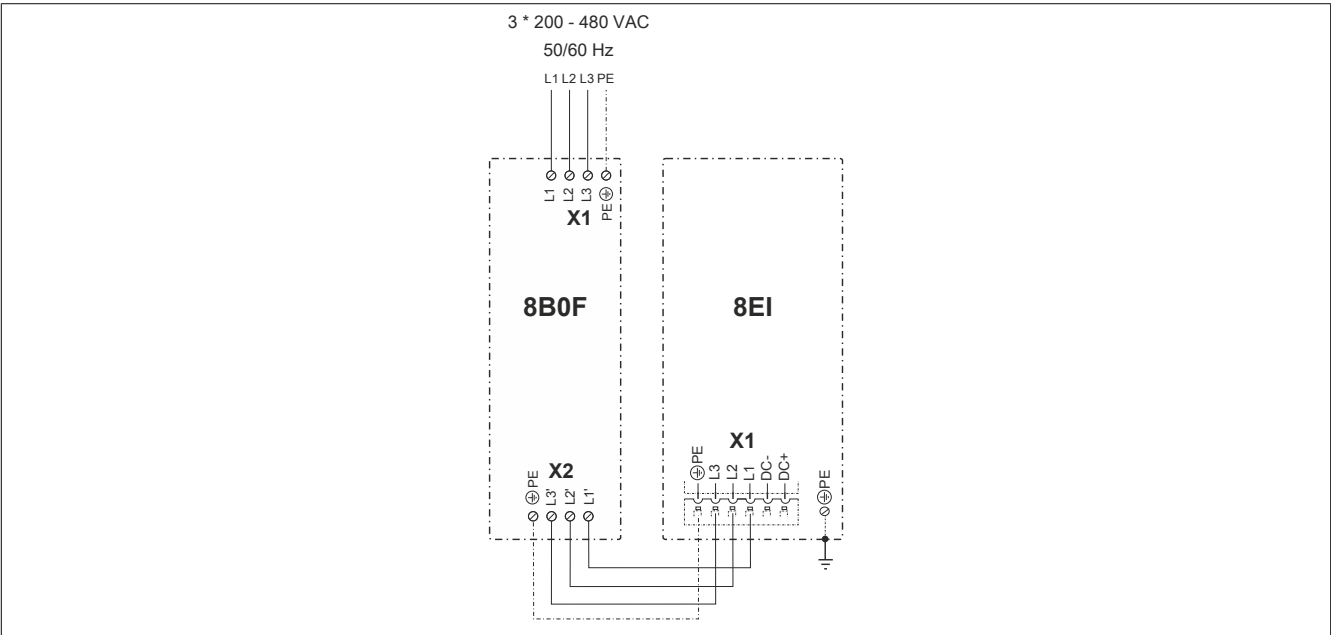 3 * 200 - 480 VAC
50/60 Hz
L1 L2 L3 PE
L1
L2
L3
PE
X1
8B0F
8EI
X2
PE
L3'
L2'
L1'
X1
PE
L3
L2
L1
DC-
DC+
PE